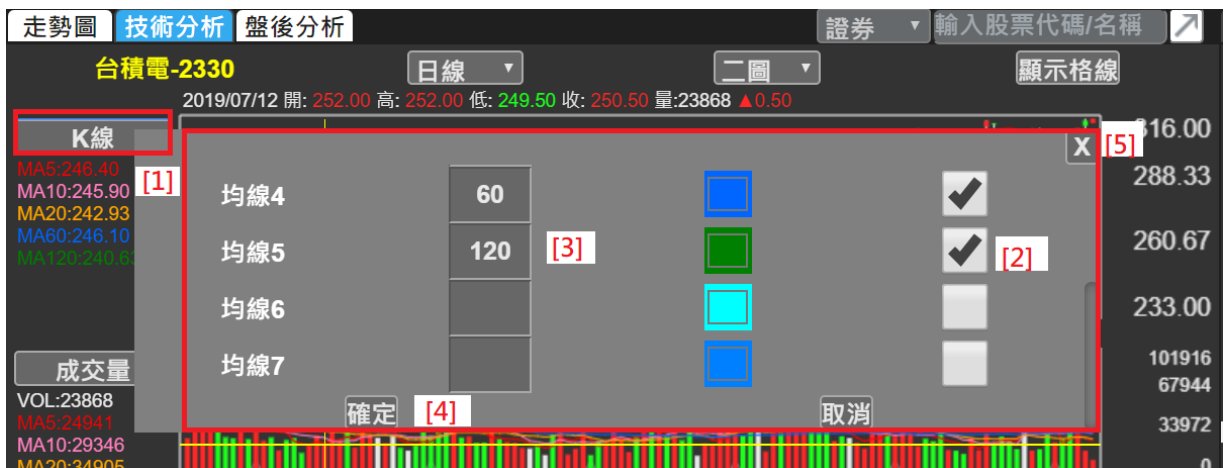 走勢圖 技術分析 盤後分析 證券 ▼ 輸入股票代碼/名稱
台積電-2330 日線 ▼ 二圖 ▼ 顯示格線
2019/07/12 開: 252.00 高: 252.00 低: 249.50 收: 250.50 量:23868 ▲0.50
K線
X [5] 316.00
MA5:246.40
[1]
MA10:245.90
均線4 60 288.33
MA20:242.93
MA60:246.10
均線5 120 [3] [2] 260.67
MA120:240.63
均線6 233.00
成交量 均線7 101916
67944
VOL:23868
確定 [4] 取消 33972
MA5:24941
MA10:29346
MA20:34905 0